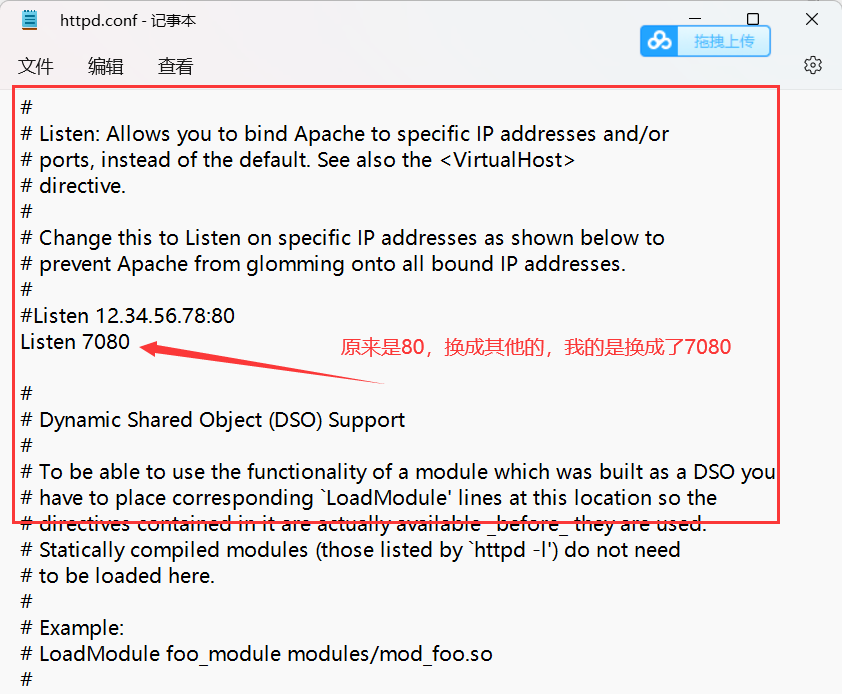 httpd.conf - 记事本
拖拽上传
文件 编辑 查看
#
# Listen: Allows you to bind Apache to specific IP addresses and/or
# ports, instead of the default. See also the <VirtualHost>
# directive.
#
# Change this to Listen on specific IP addresses as shown below to
# prevent Apache from glomming onto all bound IP addresses.
#
#Listen 12.34.56.78:80
Listen 7080
原来是80，换成其他的，我的是换成了7080
#
# Dynamic Shared Object (DSO) Support
#
# To be able to use the functionality of a module which was built as a DSO you
# have to place corresponding `LoadModule' lines at this location so the
# directives contained in it are actually available _before_ they are used.
# Statically compiled modules (those listed by `httpd -l') do not need
# to be loaded here.
#
# Example:
# LoadModule foo_module modules/mod_foo.so
#